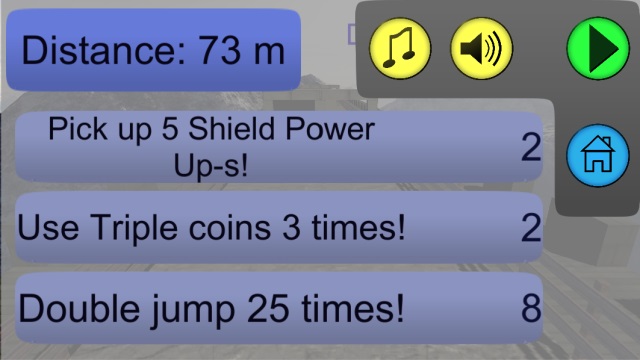 Distance: 73 m
Pick up 5 Shield Power
Up-s!
2
Use Triple coins 3 times!
2
Double jump 25 times!
8